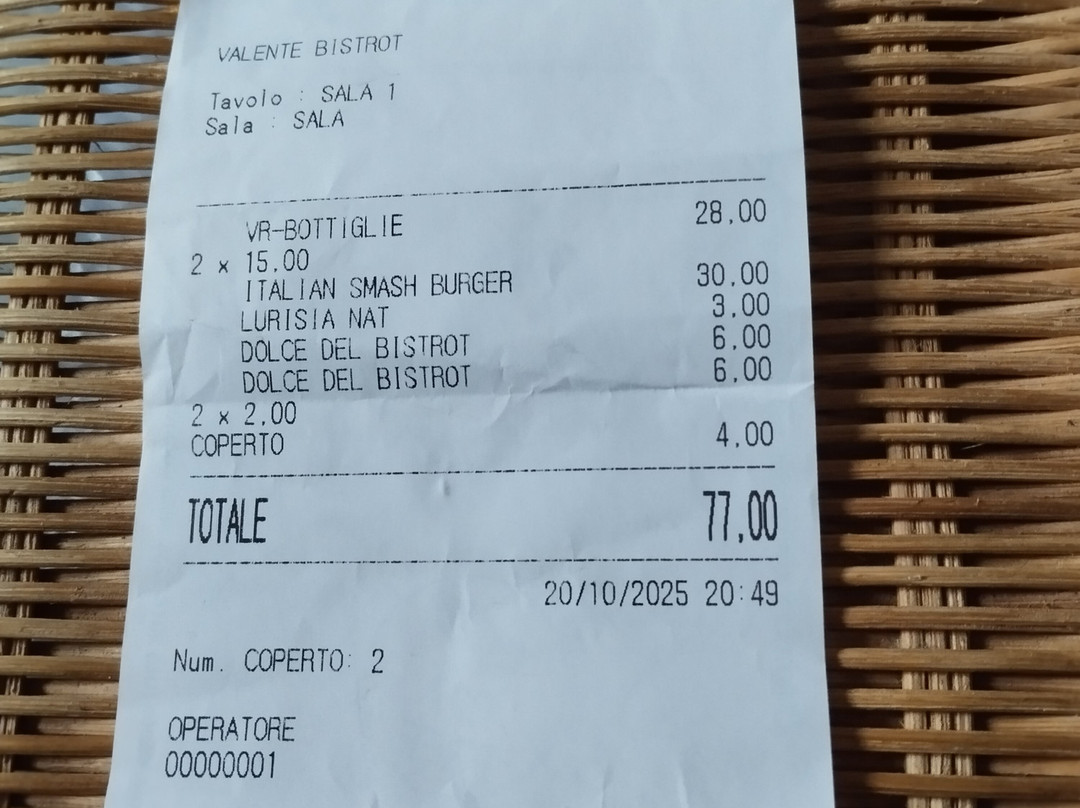 VALENTE BISTROT
Tavolo : SALA 1
Sala : SALA
VR-BOTTIGLIE 28,00
2 x 15,00
ITALIAN SMASH BURGER 30,00
LURISIA NAT 3,00
DOLCE DEL BISTROT 6,00
DOLCE DEL BISTROT 6,00
2 x 2,00
COPERTO 4,00
TOTALE 77,00
20/10/2025 20:49
Num. COPERTO: 2
OPERATORE
00000001